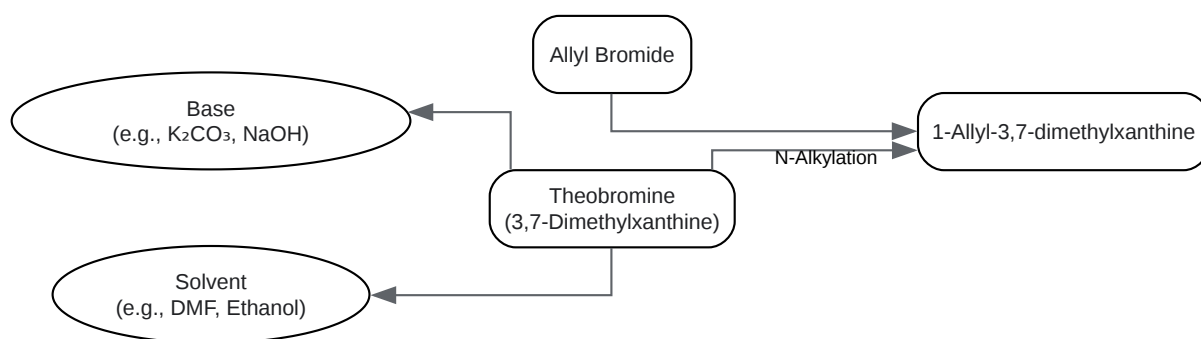 Allyl Bromide
Base
(e.g., K₂CO₃, NaOH)
1-Allyl-3,7-dimethylxanthine
N-Alkylation
Theobromine
(3,7-Dimethylxanthine)
Solvent
(e.g., DMF, Ethanol)